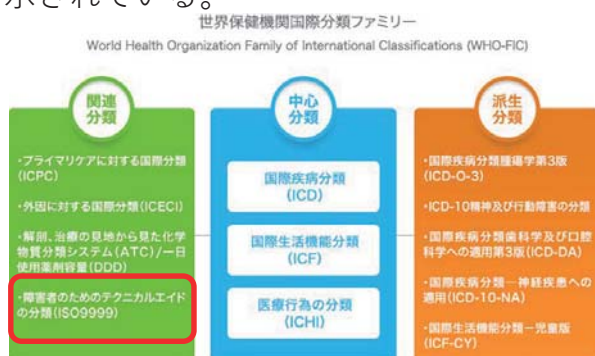 示されている。
世界保健機関国際分類ファミリー
World Health Organization Family of International Classifications (WHO-FIC)
関連
分類
・プライマリケアに対する国際分類
(ICPC)
・外因に対する国際分類(ICECI)
・解剖、治療の見地から見た化学
物質分類システム(ATC)/一日
使用薬剤容量(DDD)
・障害者のためのテクニカルエイド
の分類(ISO9999)
中心
分類
国際疾病分類
(ICD)
国際生活機能分類
(ICF)
医療行為の分類
(ICHI)
派生
分類
・国際疾病分類腫瘍学第3版
(ICD-O-3)
・ICD-10精神及び行動障害の分類
・国際疾病分類歯科学及び口腔
科学への適用第3版(ICD-DA)
・国際疾病分類―神経疾患への
適用(ICD-10-NA)
・国際生活機能分類―児童版
(ICF-CY)